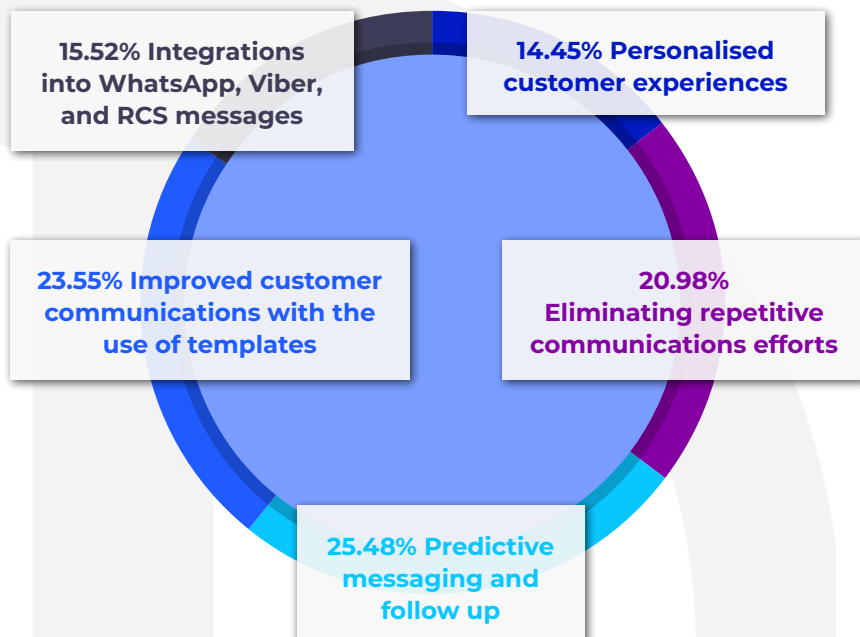 15.52% Integrations
into WhatsApp, Viber,
and RCS messages
14.45% Personalised
customer experiences
23.55% Improved customer
communications with the
use of templates
20.98%
Eliminating repetitive
communications efforts
25.48% Predictive
messaging and
follow up